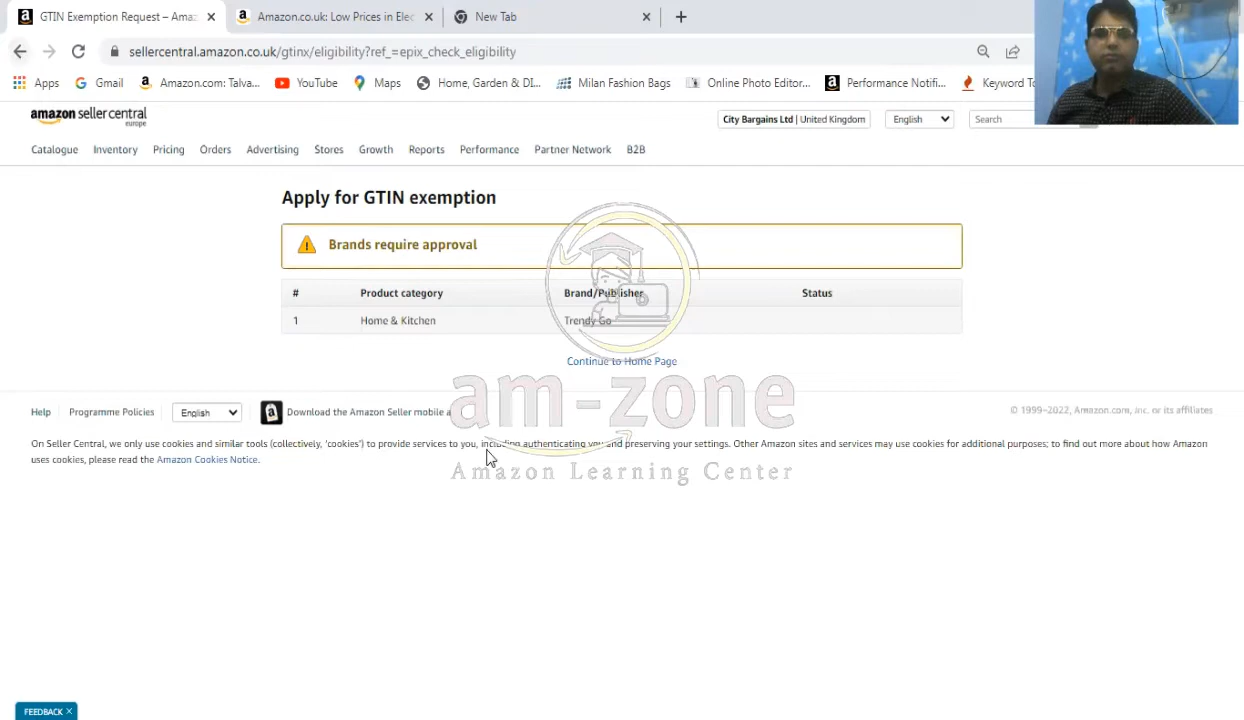 GTIN Exemption Request – Ama:
Amazon.co.uk: Low Prices in Elec
New Tab
sellercentral.amazon.co.uk/gtinx/eligibility?ref_=epix_check_eligibility
Apps
Gmail
Amazon.com: Talva...
YouTube
Maps
Home, Garden & DI...
Milan Fashion Bags
Online Photo Editor...
Performance Notifi...
Keyword To
amazon seller central
europe
City Bargains Ltd | United Kingdom
English
Search
Catalogue Inventory Pricing Orders Advertising Stores Growth Reports Performance Partner Network B2B
Apply for GTIN exemption
Brands require approval
# Product category Brand/Publisher Status
1 Home & Kitchen Trendy Go
Continue to Home Page
am-zone
Amazon Learning Center
Help Programme Policies English Download the Amazon Seller mobile a
© 1999–2022, Amazon.com, Inc. or its affiliates
On Seller Central, we only use cookies and similar tools (collectively, 'cookies') to provide services to you, including authenticating you and preserving your settings. Other Amazon sites and services may use cookies for additional purposes; to find out more about how Amazon
uses cookies, please read the Amazon Cookies Notice.
FEEDBACK ×